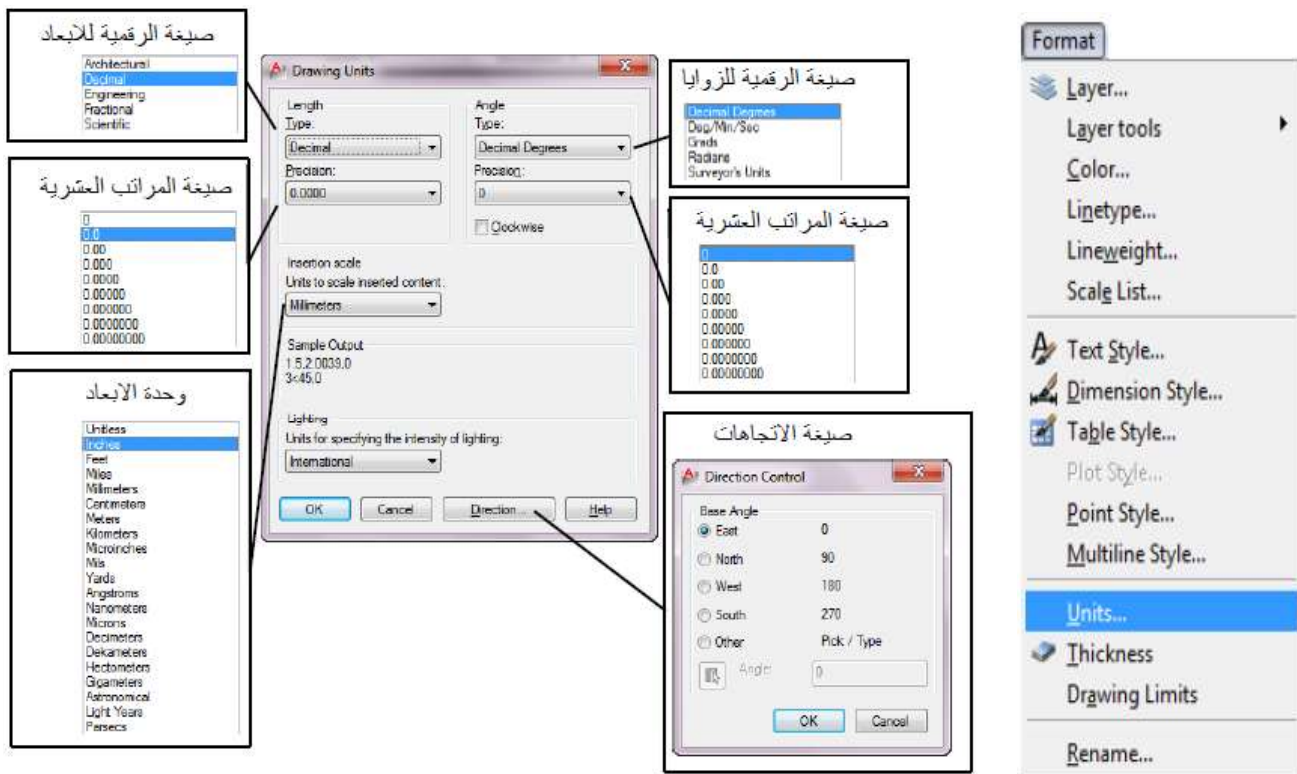 صيغة الرقمية للابعاد
Architectural
Decimal
Engineering
Fractional
Scientific
صيغة المراتب العشرية
0
0.0
0.00
0.000
0.0000
0.00000
0.000000
0.0000000
0.00000000
وحدة الابعاد
Unitless
Inches
Feet
Miles
Millimeters
Centimeters
Meters
Kilometers
Microinches
Mils
Yards
Angstroms
Nanometers
Microns
Decimeters
Dekameters
Hectometers
Gigameters
Astronomical
Light Years
Parsecs
Drawing Units
Length
Type:
Decimal
Precision:
0.0000
Angle
Type:
Decimal Degrees
Precision:
0
Clockwise
Insertion scale
Units to scale inserted content:
Millimeters
Sample Output
1.5,2.0039,0
3<45,0
Lighting
Units for specifying the intensity of lighting:
International
OK Cancel Direction... Help
صيغة الرقمية للزوايا
Decimal Degrees
Deg/Min/Sec
Grads
Radians
Surveyor's Units
صيغة المراتب العشرية
0
0.0
0.00
0.000
0.0000
0.00000
0.000000
0.0000000
0.00000000
صيغة الاتجاهات
Direction Control
Base Angle
East 0
North 90
West 180
South 270
Other Pick / Type
Angle: 0
OK Cancel
Format
Layer...
Layer tools
Color...
Linetype...
Lineweight...
Scale List...
Text Style...
Dimension Style...
Table Style...
Plot Style...
Point Style...
Multiline Style...
Units...
Thickness
Drawing Limits
Rename...